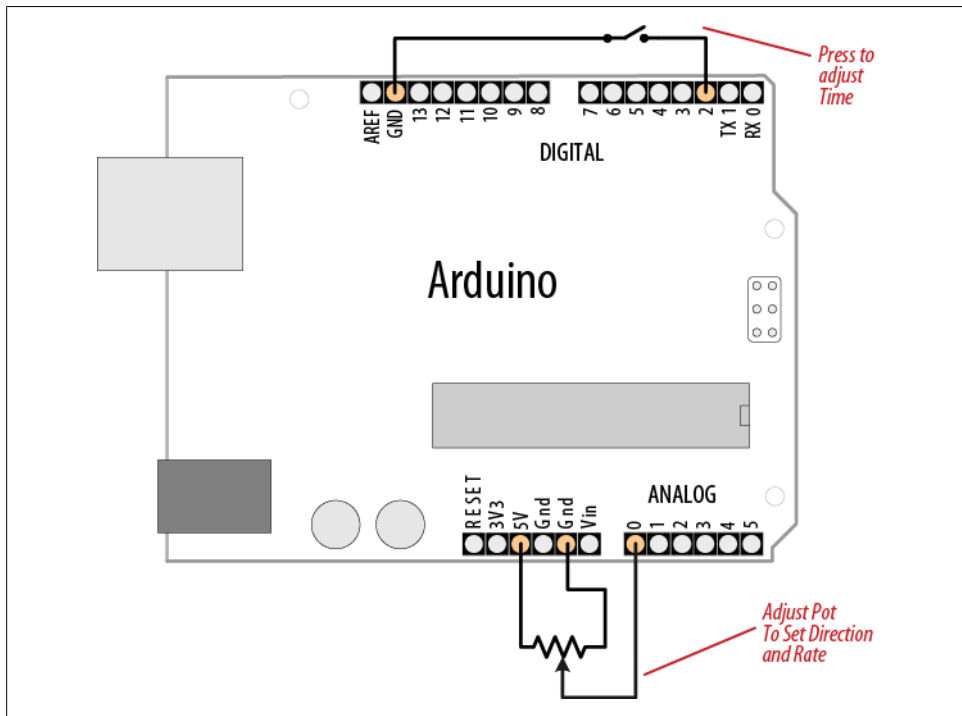 Press to
adjust
Time
AREF
GND
13
12
11
10
9
8
7
6
5
4
3
2
TX 1
RX 0
DIGITAL
Arduino
RESET
3V3
5V
Gnd
Gnd
Vin
ANALOG
0
1
2
3
4
5
Adjust Pot
To Set Direction
and Rate